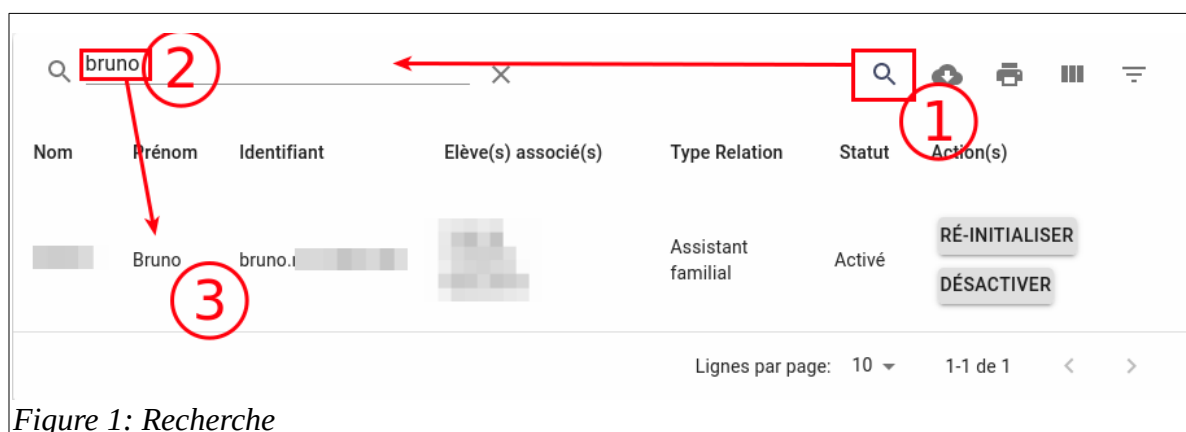 bruno
2
1
Nom Prénom Identifiant Elève(s) associé(s) Type Relation Statut Action(s)
Bruno bruno. Assistant familial Activé RÉ-INITIALISER
DÉSACTIVER
3
Lignes par page: 10 1-1 de 1
Figure 1: Recherche